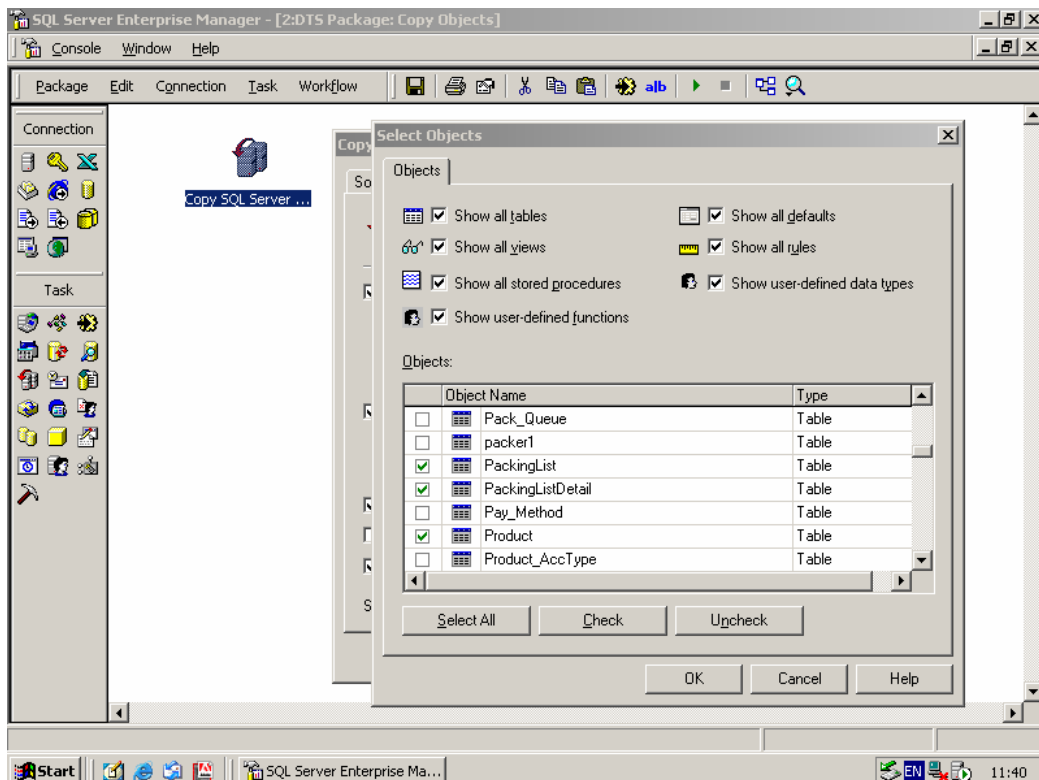 SQL Server Enterprise Manager - [2:DTS Package: Copy Objects]
Console Window Help
Package Edit Connection Task Workflow alb
Connection
Copy SQL Server ...
Task
Copy
So
S
Select Objects
Objects
Show all tables
Show all defaults
Show all views
Show all rules
Show all stored procedures
Show user-defined data types
Show user-defined functions
Objects:
Object Name Type
Pack_Queue Table
packer1 Table
PackingList Table
PackingListDetail Table
Pay_Method Table
Product Table
Product_AccType Table
Select All Check Uncheck
OK Cancel Help
Start SQL Server Enterprise Ma... EN 11:40